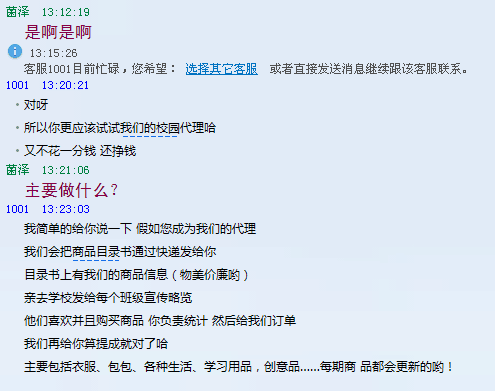 菌泽 13:12:19
是啊是啊
13:15:26
客服1001目前忙碌，您希望： 选择其它客服 或者直接发送消息继续跟该客服联系。
1001 13:20:21
•对呀
•所以你更应该试试我们的校园代理哈
•又不花一分钱 还挣钱
菌泽 13:21:06
主要做什么？
1001 13:23:03
我简单的给你说一下 假如您成为我们的代理
我们会把商品目录书通过快递发给你
目录书上有我们的商品信息（物美价廉哟）
亲去学校发给每个班级宣传略览
他们喜欢并且购买商品 你负责统计 然后给我们订单
我们再给你算提成就对了哈
主要包括衣服、包包、各种生活、学习用品，创意品......每期商 品都会更新的哟！